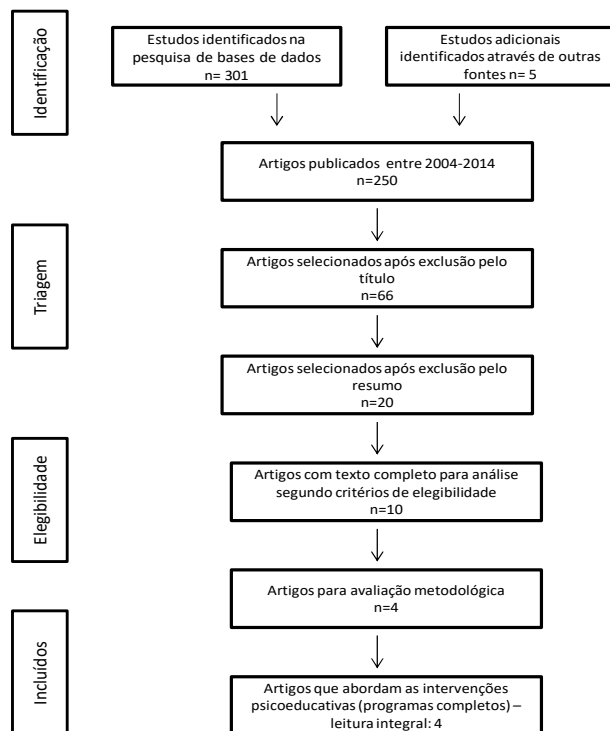 Identificação
Estudos identificados na
pesquisa de bases de dados
n= 301
Estudos adicionais
identificados através de outras
fontes n= 5
Artigos publicados entre 2004-2014
n=250
Triagem
Artigos selecionados após exclusão pelo
título
n=66
Artigos selecionados após exclusão pelo
resumo
n=20
Elegibilidade
Artigos com texto completo para análise
segundo critérios de elegibilidade
n=10
Artigos para avaliação metodológica
n=4
Incluídos
Artigos que abordam as intervenções
psicoeducativas (programas completos) –
leitura integral: 4